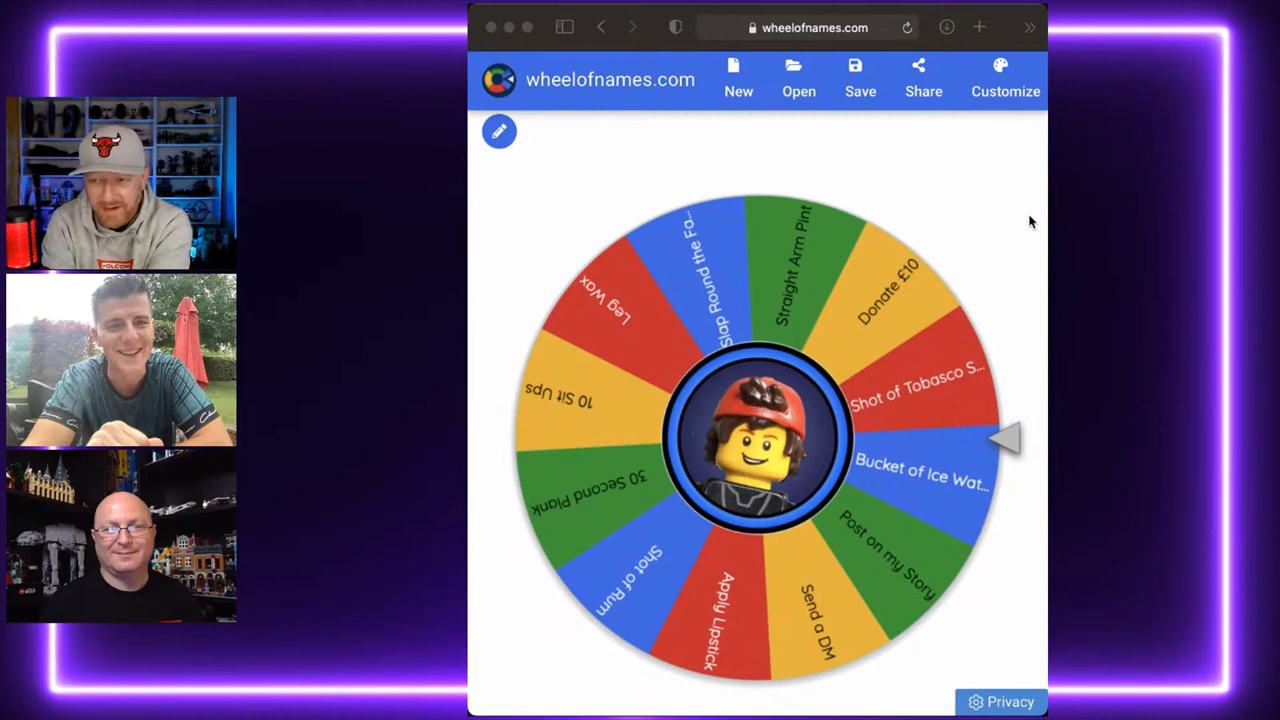 wheelofnames.com
wheelofnames.com
New
Open
Save
Share
Customize
Slap Round the Fa...
Straight Arm Pint
Donate £10
Shot of Tobasco S...
Bucket of Ice Wat...
Post on my Story
Send a DM
Apply Lipstick
Shot of Rum
30 Second Plank
10 Sit Ups
Leg Wax
VOLCOM
Privacy